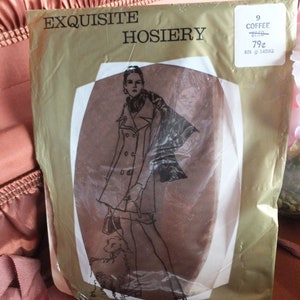 EXQUISITE
HOSIERY
9
COFFEE
79¢